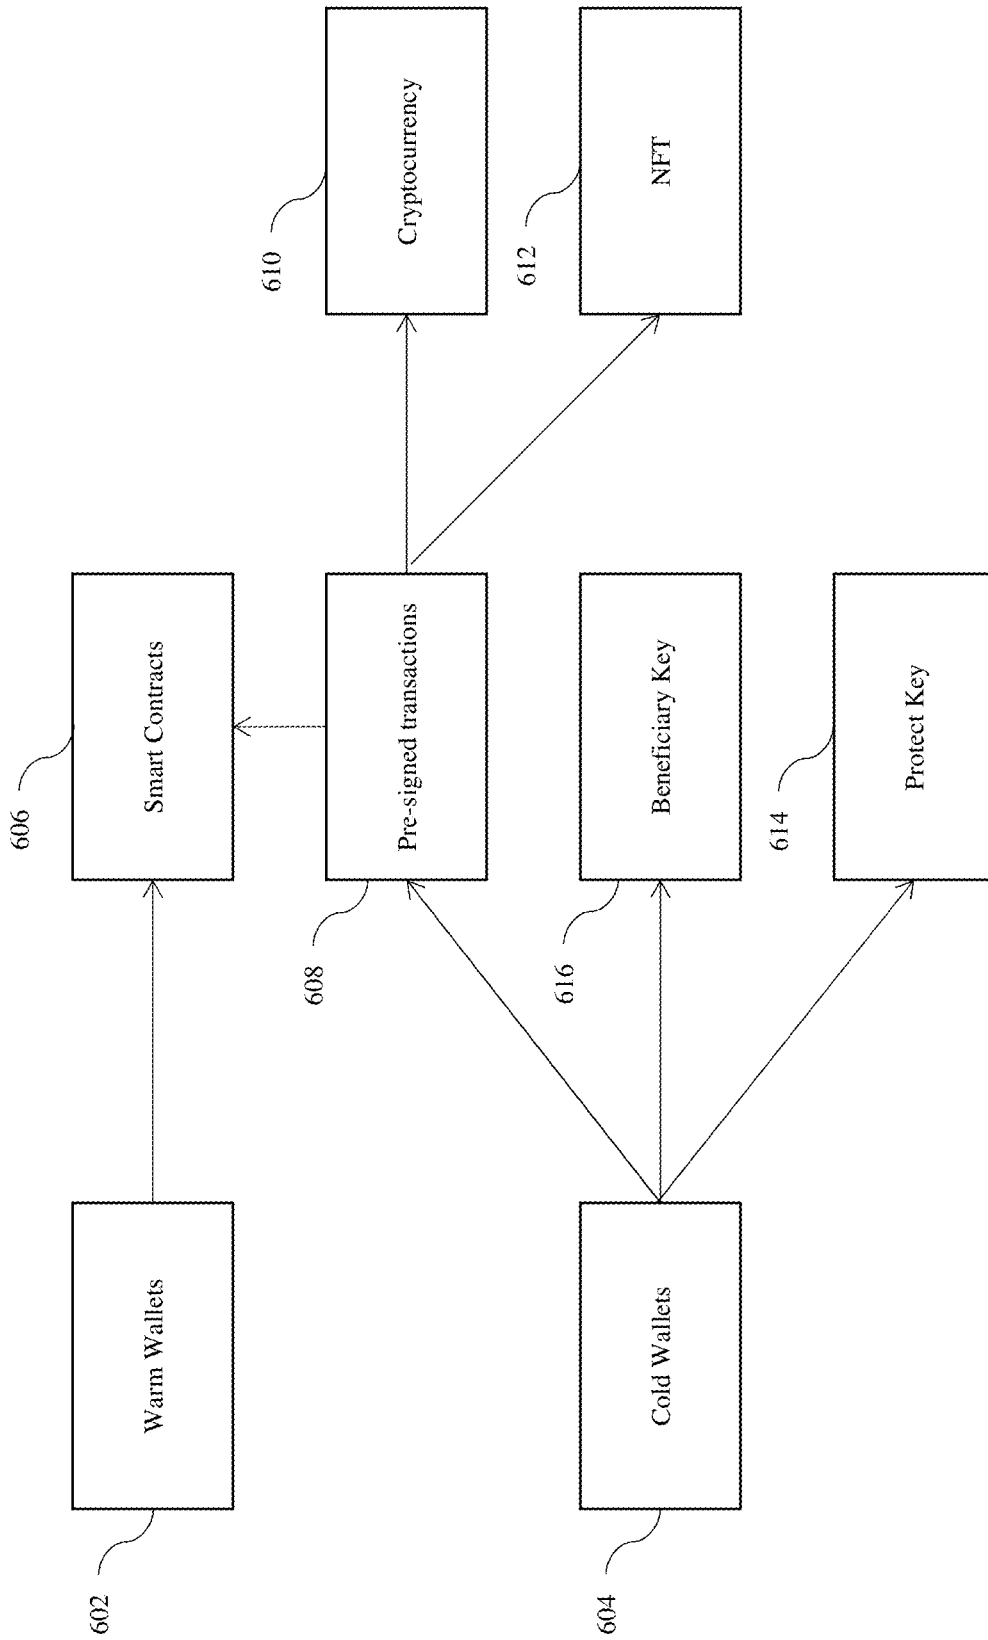 602
Warm Wallets
606
Smart Contracts
608
Pre-signed transactions
610
Cryptocurrency
604
Cold Wallets
616
Beneficiary Key
612
NFT
614
Protect Key